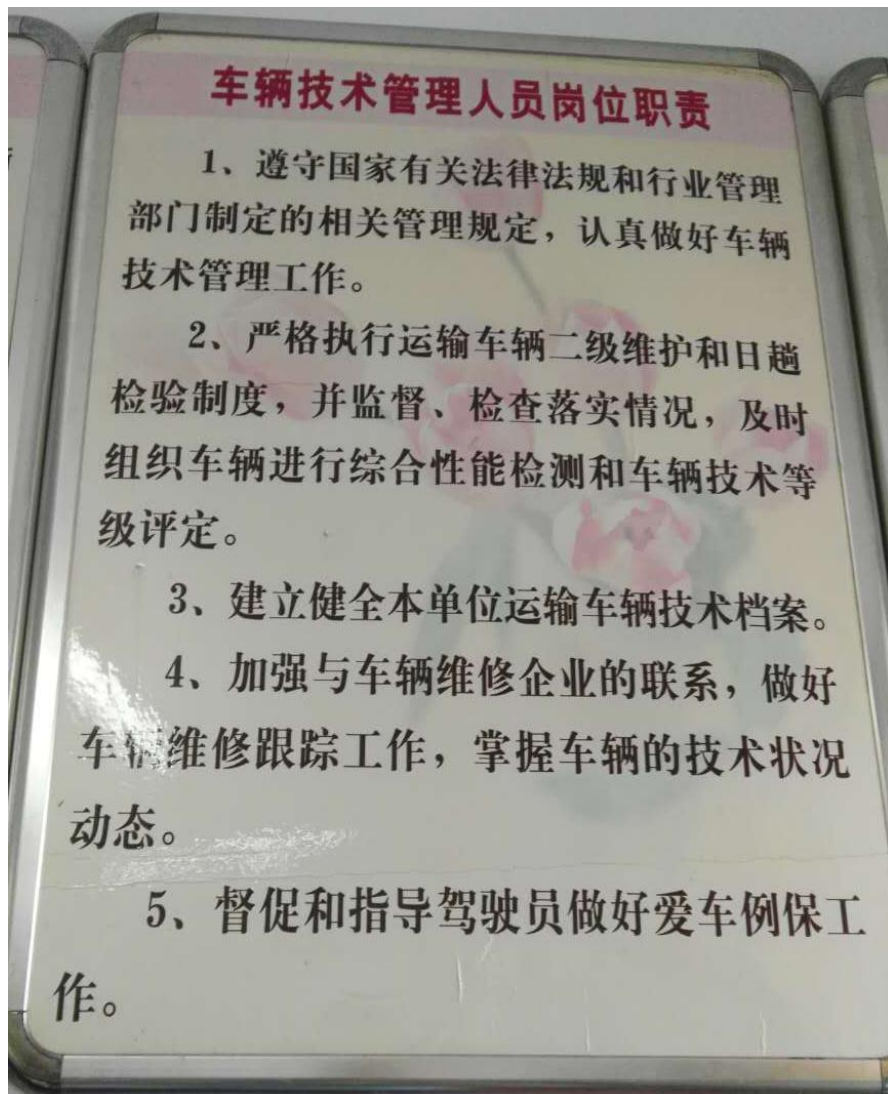 车辆技术管理人员岗位职责
1、遵守国家有关法律法规和行业管理
部门制定的相关管理规定，认真做好车辆
技术管理工作。
2、严格执行运输车辆二级维护和日趟
检验制度，并监督、检查落实情况，及时
组织车辆进行综合性能检测和车辆技术等
级评定。
3、建立健全本单位运输车辆技术档案。
4、加强与车辆维修企业的联系，做好
车辆维修跟踪工作，掌握车辆的技术状况
动态。
5、督促和指导驾驶员做好爱车例保工
作。